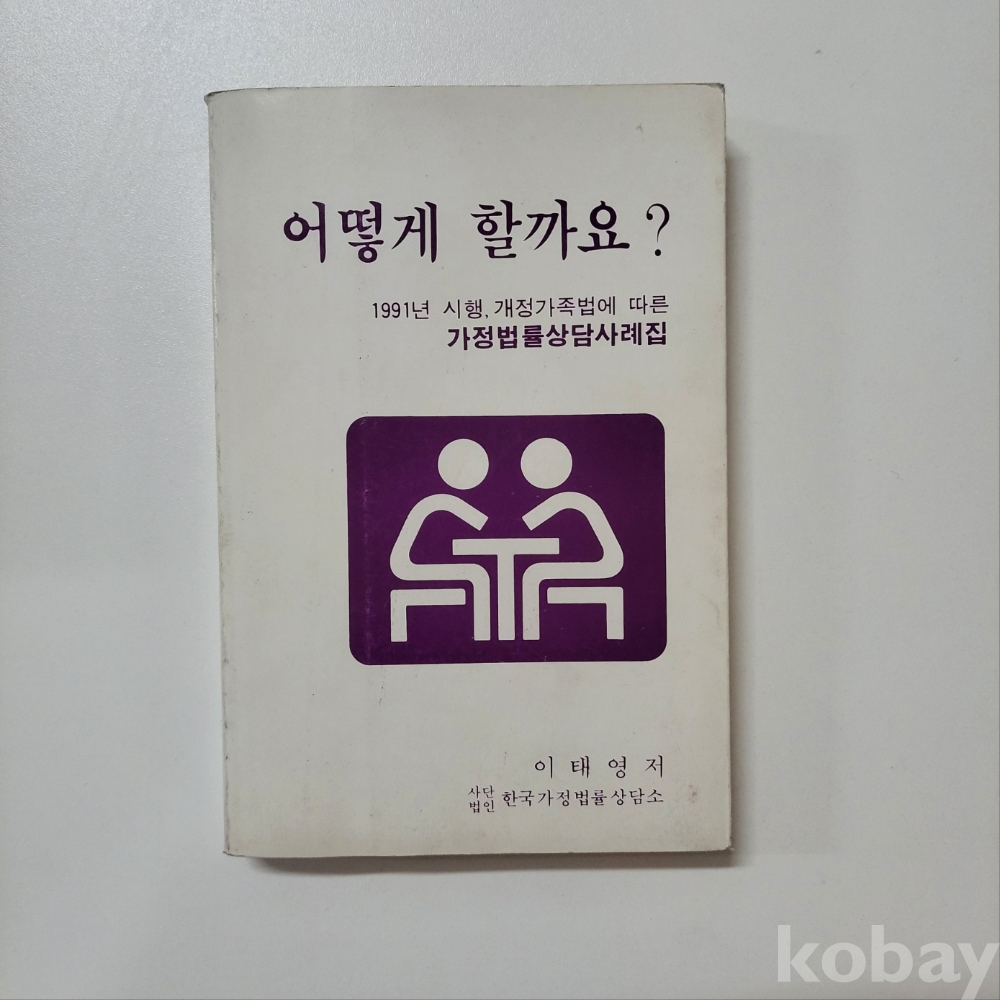 어떻게 할까요?
1991년 시행, 개정가족법에 따른
가정법률상담사례집
이태영저
사단법인 한국가정법률상담소
kobay